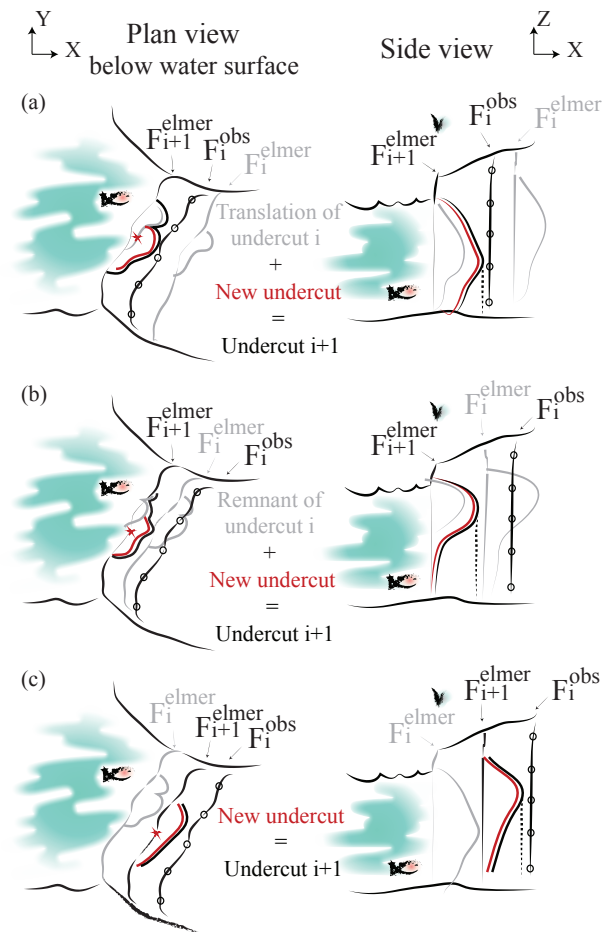 Y
X
Plan view
below water surface
Side view
Z
X
(a)
F_{i+1}^{elmer}
F_i^{obs}
F_i^{elmer}
Translation of
undercut i
+
New undercut
=
Undercut i+1
F_{i+1}^{elmer}
F_i^{obs}
F_i^{elmer}
(b)
F_{i+1}^{elmer}
F_i^{elmer}
F_i^{obs}
Remnant of
undercut i
+
New undercut
=
Undercut i+1
F_{i+1}^{elmer}
F_i^{elmer}
F_i^{obs}
(c)
F_i^{elmer}
F_{i+1}^{elmer}
F_i^{obs}
New undercut
=
Undercut i+1
F_i^{elmer}
F_{i+1}^{elmer}
F_i^{obs}